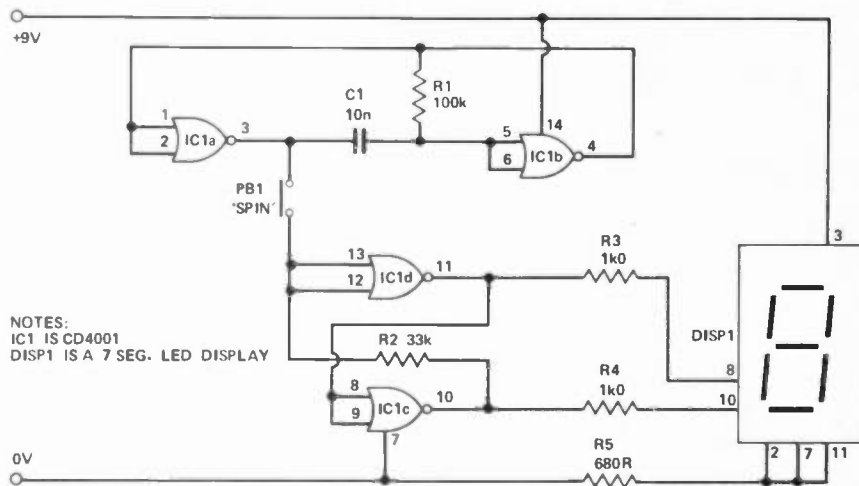 +9V
R1
100k
C1
10n
1
2
IC1a
3
5
6
14
IC1b
4
PB1
'SPIN'
3
13
12
IC1d
11
R3
1k0
NOTES:
IC1 IS CD4001
DISP1 IS A 7 SEG. LED DISPLAY
R2 33k
DISP1
8
8
9
IC1c
10
7
R4
1k0
10
0V
R5
680R
2
7
11